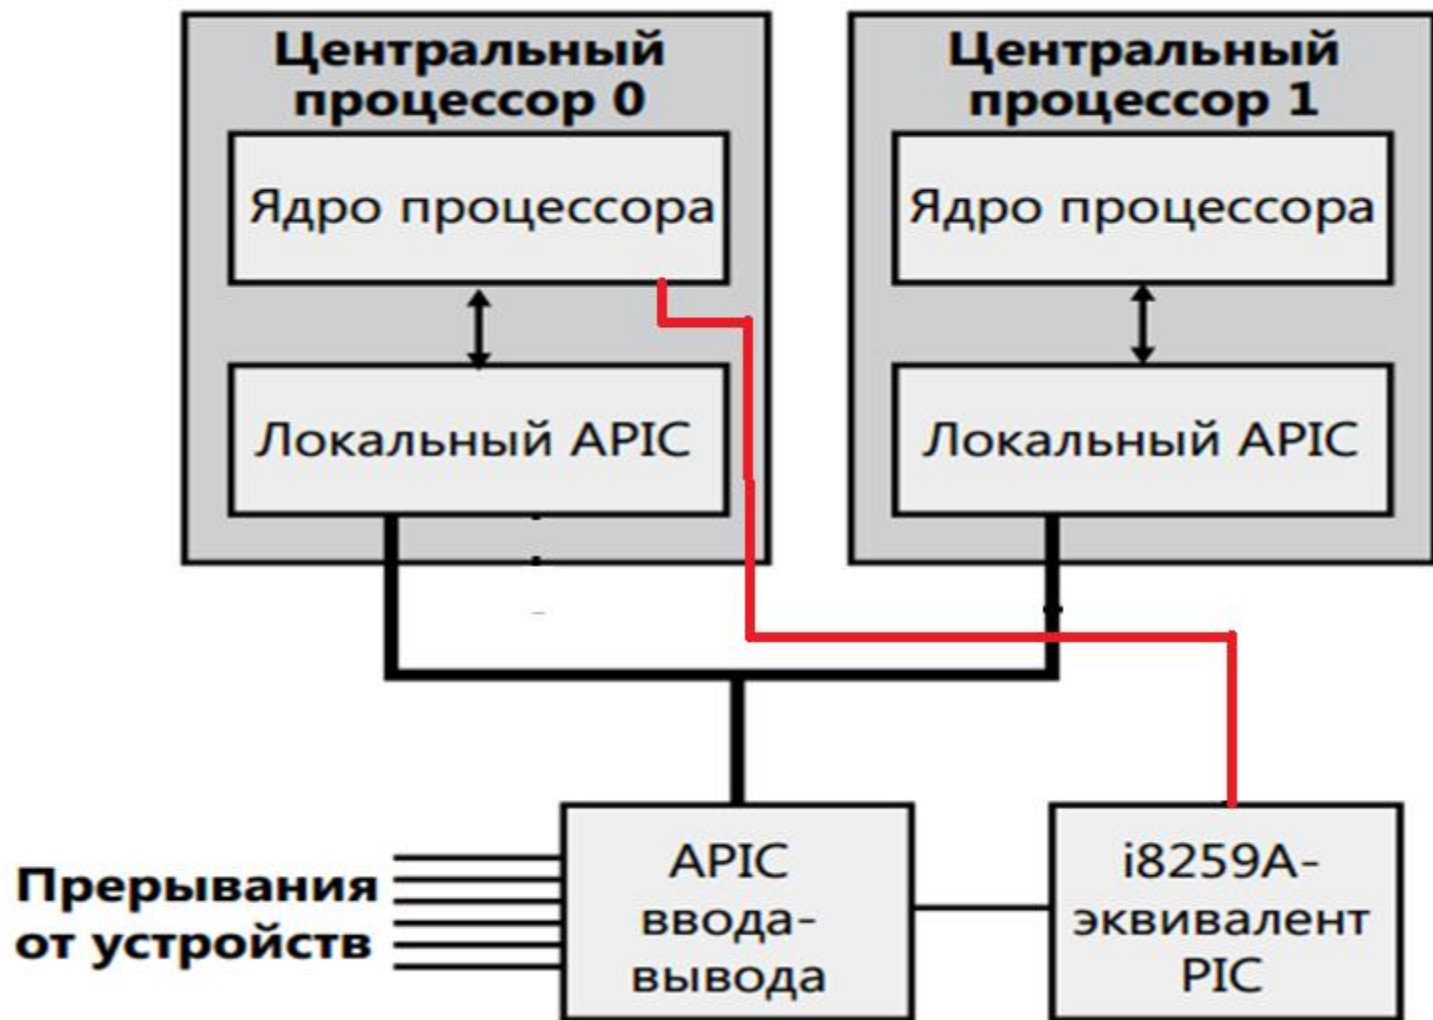 Центральный
процессор 0
Ядро процессора
Локальный APIC
Центральный
процессор 1
Ядро процессора
Локальный APIC
Прерывания
от устройств
APIC
ввода-
вывода
i8259A-
эквивалент
PIC